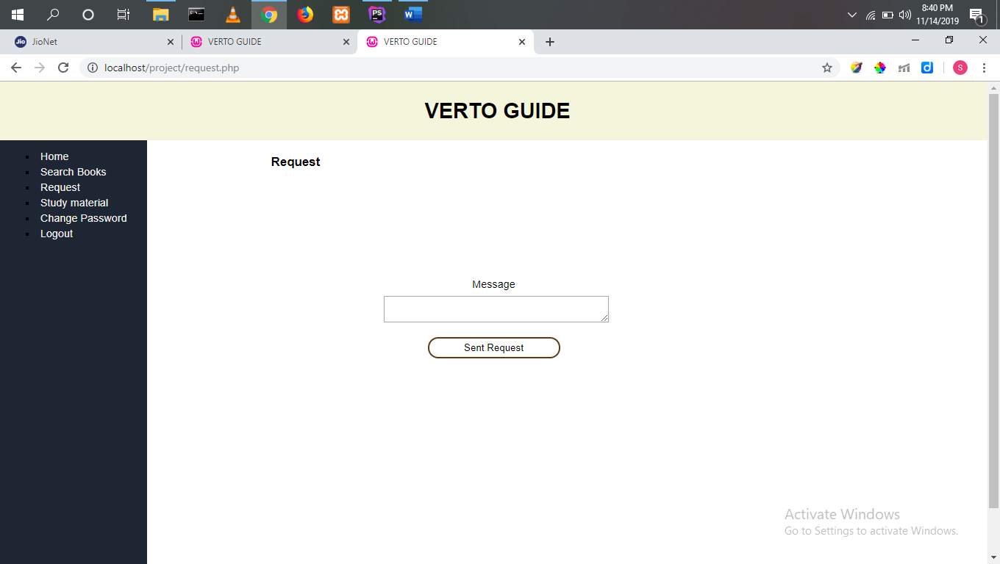 8:40 PM
11/14/2019
1
PS
W
Jio
JioNet
VERTO GUIDE
VERTO GUIDE
localhost/project/request.php
d
S
VERTO GUIDE
Home
Search Books
Request
Study material
Change Password
Logout
Request
Message
Sent Request
Activate Windows
Go to Settings to activate Windows.